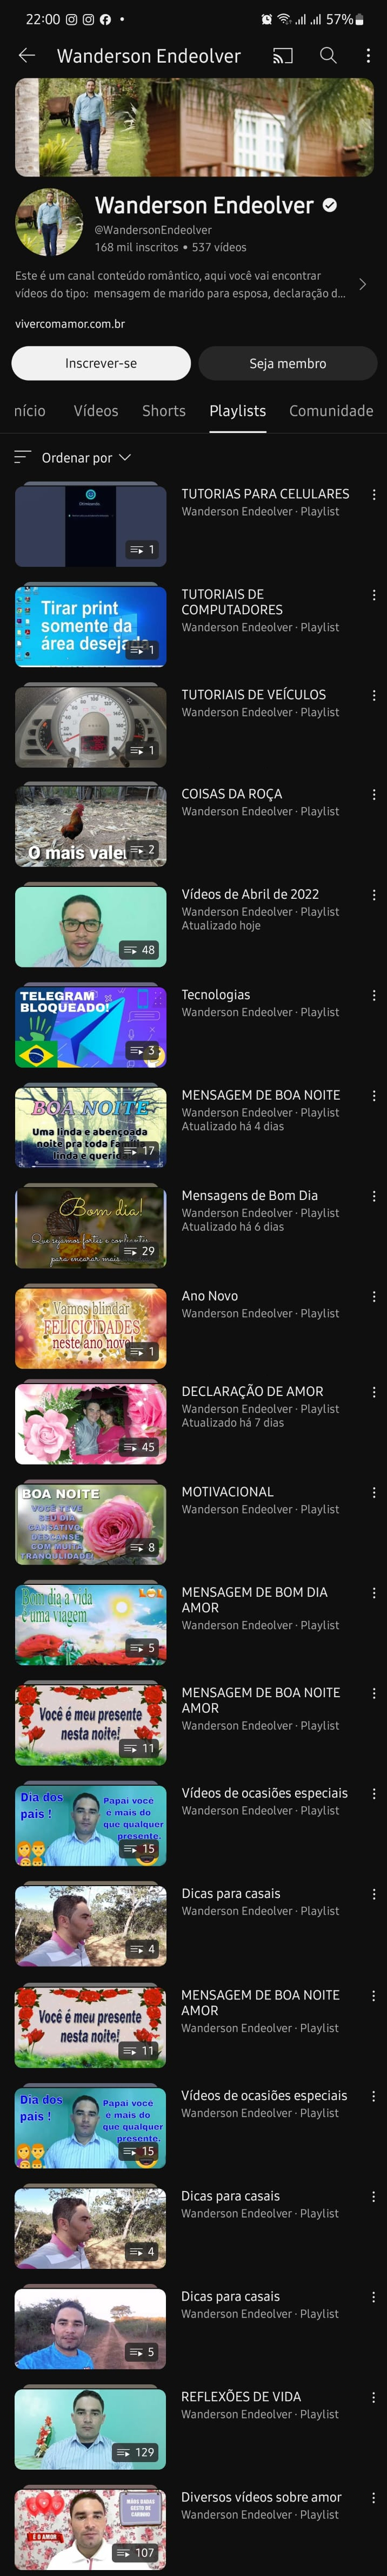 22:00
57%
Wanderson Endeolver
Wanderson Endeolver
@WandersonEndeolver
168 mil inscritos • 537 vídeos
Este é um canal conteúdo romântico, aqui você vai encontrar
vídeos do tipo: mensagem de marido para esposa, declaração d...
vivercomamor.com.br
Inscrever-se
Seja membro
nício
Vídeos
Shorts
Playlists
Comunidade
Ordenar por
1
TUTORIAS PARA CELULARES
Wanderson Endeolver · Playlist
Tirar print
somente da
área desejada
1
TUTORIAIS DE
COMPUTADORES
Wanderson Endeolver · Playlist
1
TUTORIAIS DE VEÍCULOS
Wanderson Endeolver · Playlist
O mais vale
2
COISAS DA ROÇA
Wanderson Endeolver · Playlist
48
Vídeos de Abril de 2022
Wanderson Endeolver · Playlist
Atualizado hoje
TELEGRAM
BLOQUEADO!
3
Tecnologias
Wanderson Endeolver · Playlist
BOA NOITE
Uma linda e abençoada
noite pra toda família
linda e queri
17
MENSAGEM DE BOA NOITE
Wanderson Endeolver · Playlist
Atualizado há 4 dias
Bom dia!
Que sejamos fortes e confiantes
para encarar mais
29
Mensagens de Bom Dia
Wanderson Endeolver · Playlist
Atualizado há 6 dias
Vamos blindar
FELICIDADES
neste ano novo!
1
Ano Novo
Wanderson Endeolver · Playlist
45
DECLARAÇÃO DE AMOR
Wanderson Endeolver · Playlist
Atualizado há 7 dias
BOA NOITE
VOCÊ TEVE
SEU DIA
CANSATIVO,
DESCANSE
COM MUITA
TRANQUILIDADE!
8
MOTIVACIONAL
Wanderson Endeolver · Playlist
Bom dia a vida
é uma viagem
5
MENSAGEM DE BOM DIA
AMOR
Wanderson Endeolver · Playlist
Você é meu presente
nesta noite!
11
MENSAGEM DE BOA NOITE
AMOR
Wanderson Endeolver · Playlist
Dia dos
pais !
Papai você
é mais do
que qualquer
presente.
15
Vídeos de ocasiões especiais
Wanderson Endeolver · Playlist
4
Dicas para casais
Wanderson Endeolver · Playlist
Você é meu presente
nesta noite!
11
MENSAGEM DE BOA NOITE
AMOR
Wanderson Endeolver · Playlist
Dia dos
pais !
Papai você
é mais do
que qualquer
presente.
15
Vídeos de ocasiões especiais
Wanderson Endeolver · Playlist
4
Dicas para casais
Wanderson Endeolver · Playlist
5
Dicas para casais
Wanderson Endeolver · Playlist
129
REFLEXÕES DE VIDA
Wanderson Endeolver · Playlist
MÃOS DADAS
GESTO DE
CARINHO
É O AMOR
107
Diversos vídeos sobre amor
Wanderson Endeolver · Playlist